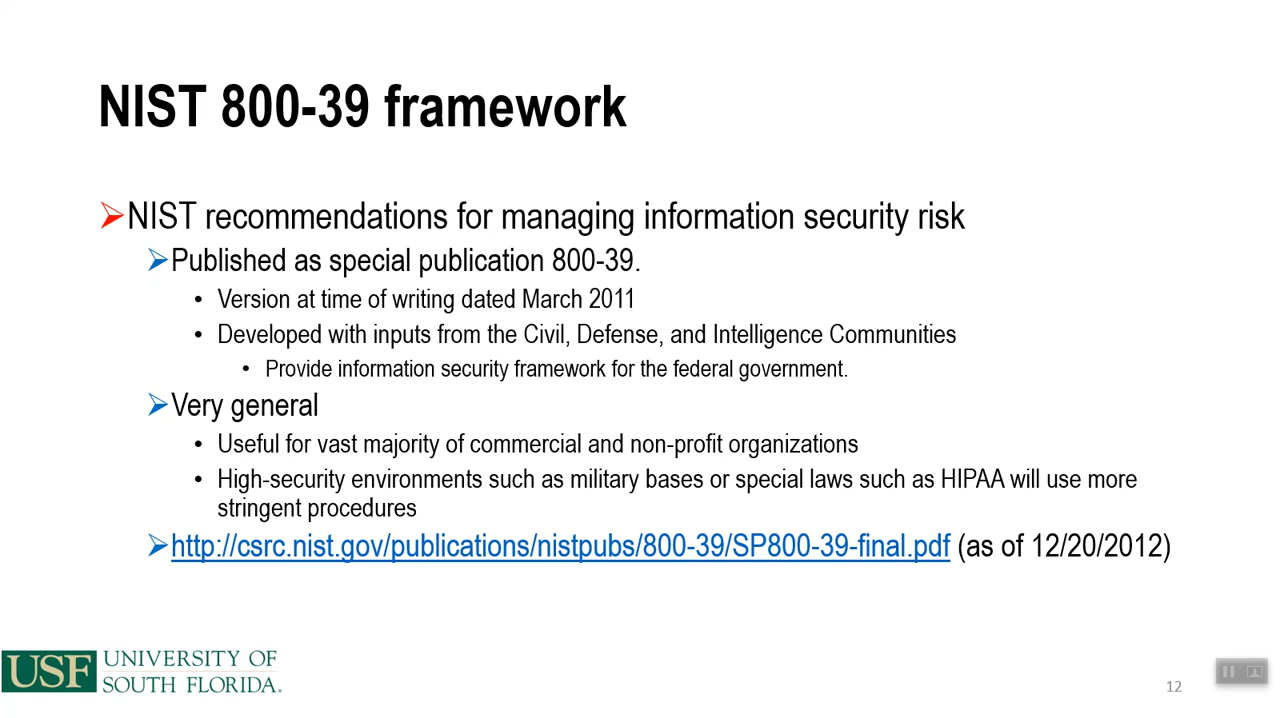 NIST 800-39 framework
NIST recommendations for managing information security risk
Published as special publication 800-39.
Version at time of writing dated March 2011
Developed with inputs from the Civil, Defense, and Intelligence Communities
Provide information security framework for the federal government.
Very general
Useful for vast majority of commercial and non-profit organizations
High-security environments such as military bases or special laws such as HIPAA will use more
stringent procedures
http://csrc.nist.gov/publications/nistpubs/800-39/SP800-39-final.pdf (as of 12/20/2012)
USF UNIVERSITY OF
SOUTH FLORIDA.
12